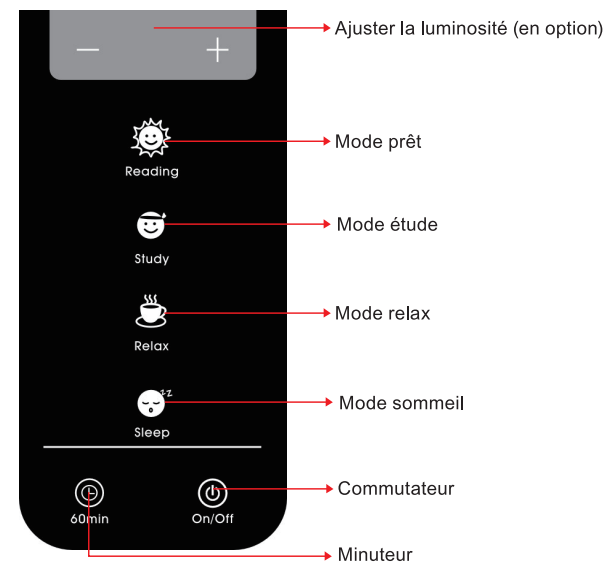 Ajuster la luminosité (en option)
— +
Reading
Mode prêt
Study
Mode étude
Relax
Mode relax
zz
Sleep
Mode sommeil
60min
On/Off
Commutateur
Minuteur